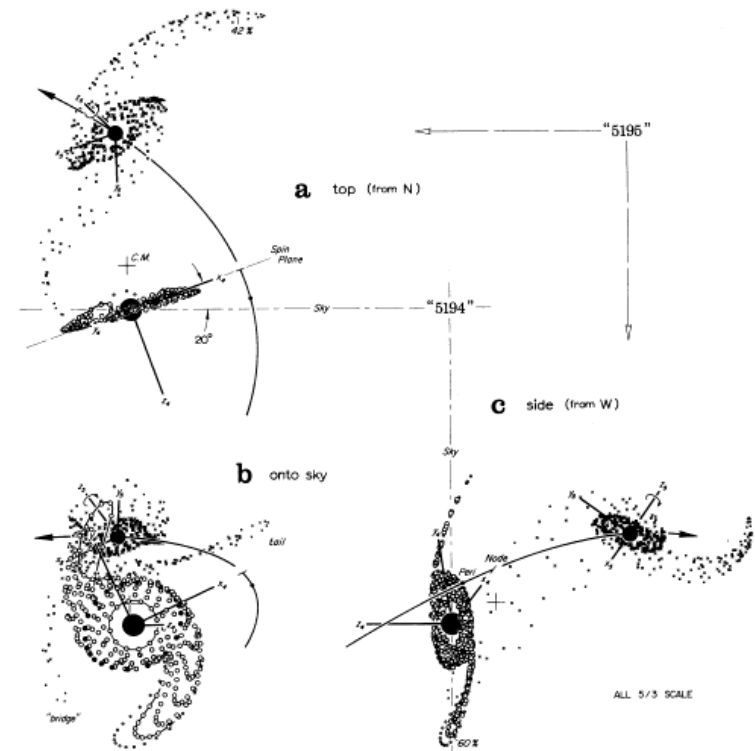 42%
"5195"
a top (from N)
C.M.
Spin
Plane
Sky
"5194"
20°
c side (from W)
Sky
b onto sky
tail
Node
Peri
"bridge"
60%
ALL 5/3 SCALE